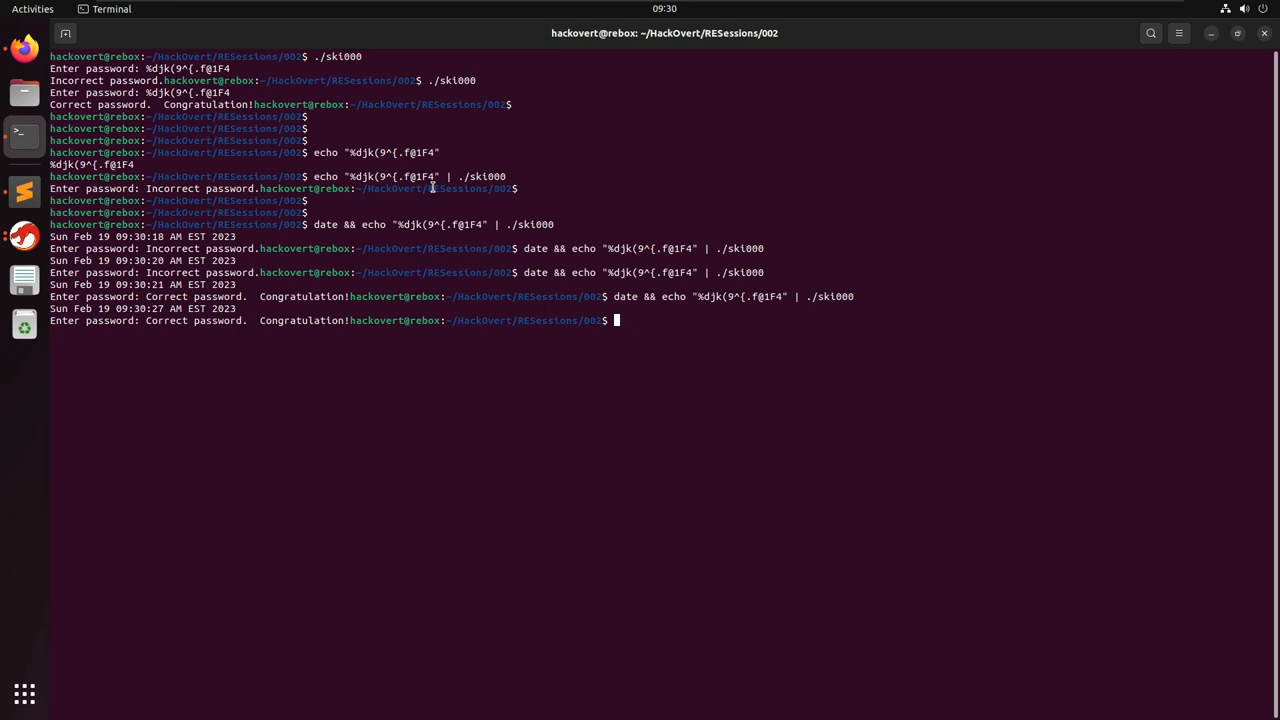 Activities Terminal 09:30
hackovert@rebox: ~/HackOvert/RESessions/002
hackovert@rebox:~/HackOvert/RESessions/002$ ./ski000
Enter password: %djk(9^{.f@1F4
Incorrect password.hackovert@rebox:~/HackOvert/RESessions/002$ ./ski000
Enter password: %djk(9^{.f@1F4
Correct password.  Congratulation!hackovert@rebox:~/HackOvert/RESessions/002$
hackovert@rebox:~/HackOvert/RESessions/002$
hackovert@rebox:~/HackOvert/RESessions/002$
hackovert@rebox:~/HackOvert/RESessions/002$
hackovert@rebox:~/HackOvert/RESessions/002$ echo "%djk(9^{.f@1F4"
%djk(9^{.f@1F4
hackovert@rebox:~/HackOvert/RESessions/002$ echo "%djk(9^{.f@1F4" | ./ski000
Enter password: Incorrect password.hackovert@rebox:~/HackOvert/RESessions/002$
hackovert@rebox:~/HackOvert/RESessions/002$
hackovert@rebox:~/HackOvert/RESessions/002$
hackovert@rebox:~/HackOvert/RESessions/002$ date && echo "%djk(9^{.f@1F4" | ./ski000
Sun Feb 19 09:30:18 AM EST 2023
Enter password: Incorrect password.hackovert@rebox:~/HackOvert/RESessions/002$ date && echo "%djk(9^{.f@1F4" | ./ski000
Sun Feb 19 09:30:20 AM EST 2023
Enter password: Incorrect password.hackovert@rebox:~/HackOvert/RESessions/002$ date && echo "%djk(9^{.f@1F4" | ./ski000
Sun Feb 19 09:30:21 AM EST 2023
Enter password: Correct password.  Congratulation!hackovert@rebox:~/HackOvert/RESessions/002$ date && echo "%djk(9^{.f@1F4" | ./ski000
Sun Feb 19 09:30:27 AM EST 2023
Enter password: Correct password.  Congratulation!hackovert@rebox:~/HackOvert/RESessions/002$